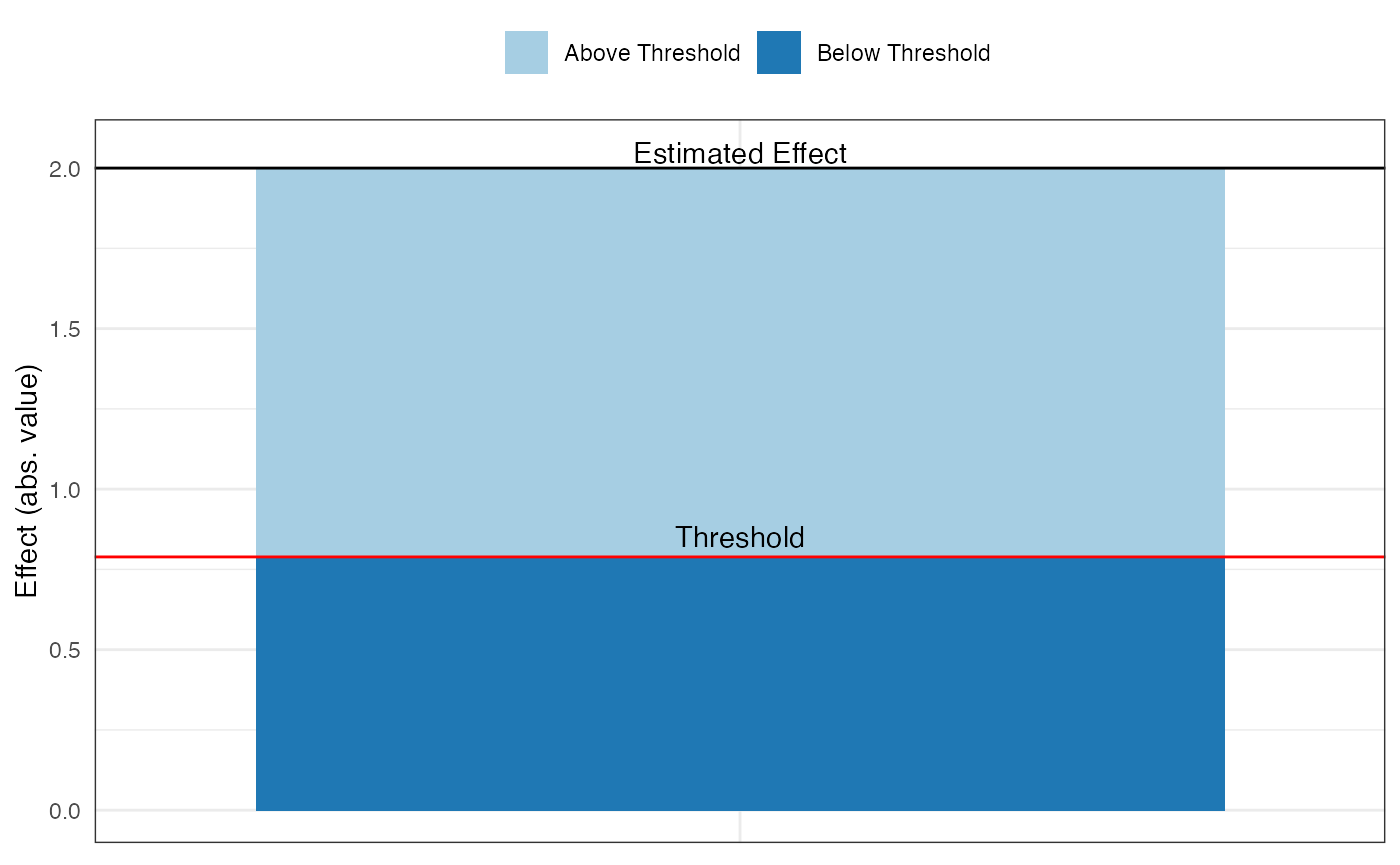 Above Threshold
Below Threshold
Estimated Effect
2.0
1.5
1.0
Threshold
0.5
0.0
Effect (abs. value)